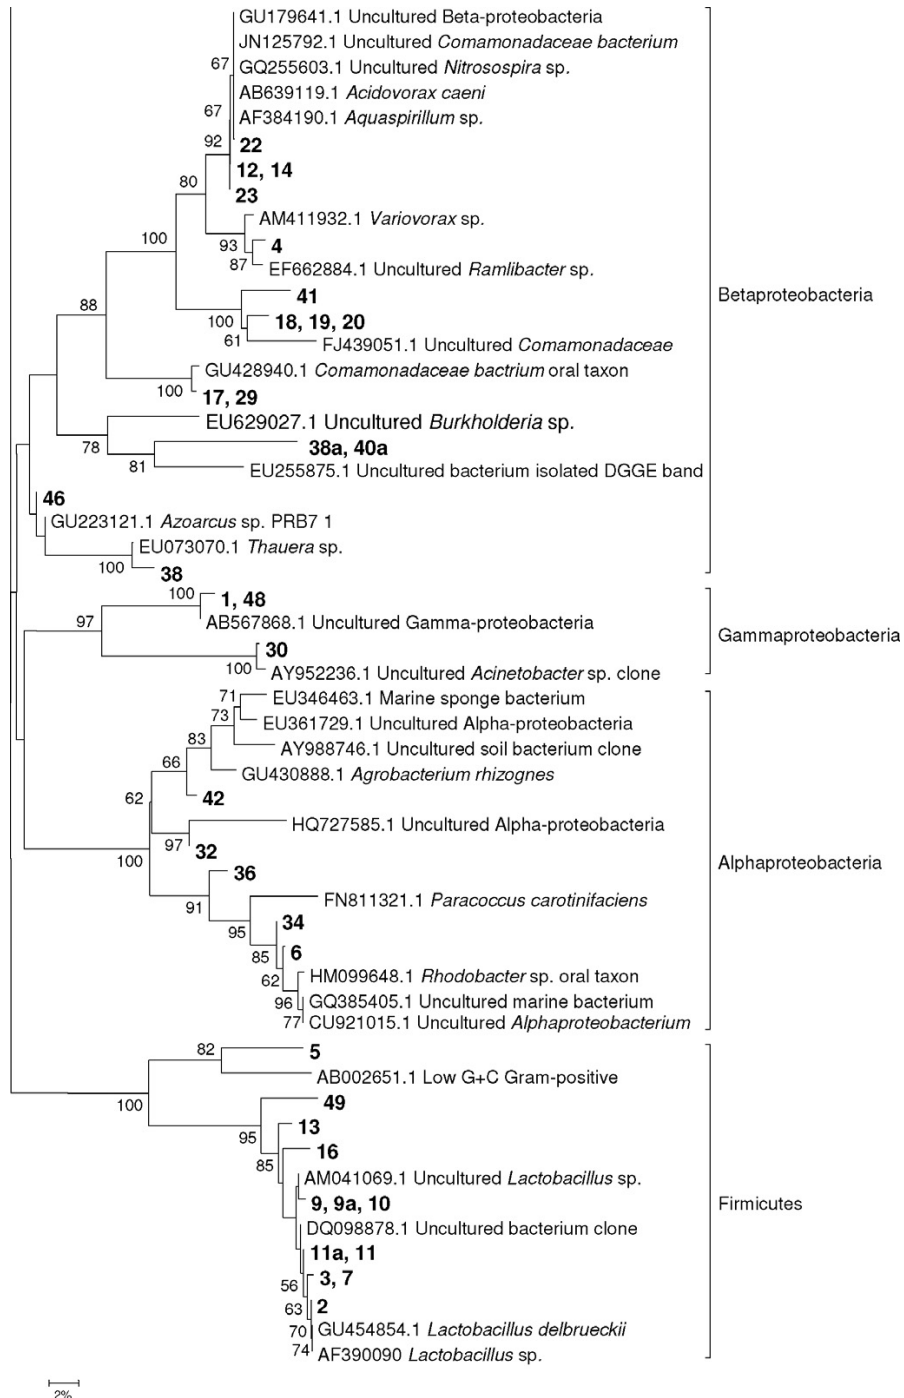 GU179641.1 Uncultured Beta-proteobacteria
JN125792.1 Uncultured Comamonadaceae bacterium
67
GQ255603.1 Uncultured Nitrosospira sp.
AB639119.1 Acidovorax caeni
67
AF384190.1 Aquaspirillum sp.
92
22
12, 14
80
23
AM411932.1 Variovorax sp.
100
93
4
87
EF662884.1 Uncultured Ramlibacter sp.
41
Betaproteobacteria
88
100
18, 19, 20
61
FJ439051.1 Uncultured Comamonadaceae
GU428940.1 Comamonadaceae bactrium oral taxon
100
17, 29
EU629027.1 Uncultured Burkholderia sp.
78
38a, 40a
81
EU255875.1 Uncultured bacterium isolated DGGE band
46
GU223121.1 Azoarcus sp. PRB7 1
EU073070.1 Thauera sp.
100
38
100
1, 48
97
AB567868.1 Uncultured Gamma-proteobacteria
Gammaproteobacteria
30
100
AY952236.1 Uncultured Acinetobacter sp. clone
71
EU346463.1 Marine sponge bacterium
73
EU361729.1 Uncultured Alpha-proteobacteria
83
AY988746.1 Uncultured soil bacterium clone
66
GU430888.1 Agrobacterium rhizognes
62
42
HQ727585.1 Uncultured Alpha-proteobacteria
97
32
100
Alphaproteobacteria
36
91
FN811321.1 Paracoccus carotinifaciens
95
34
85
6
62
HM099648.1 Rhodobacter sp. oral taxon
96
GQ385405.1 Uncultured marine bacterium
77
CU921015.1 Uncultured Alphaproteobacterium
82
5
AB002651.1 Low G+C Gram-positive
100
49
95
13
85
16
AM041069.1 Uncultured Lactobacillus sp.
9, 9a, 10
Firmicutes
DQ098878.1 Uncultured bacterium clone
11a, 11
56
3, 7
63
2
70
GU454854.1 Lactobacillus delbrueckii
74
AF390090 Lactobacillus sp.
2%